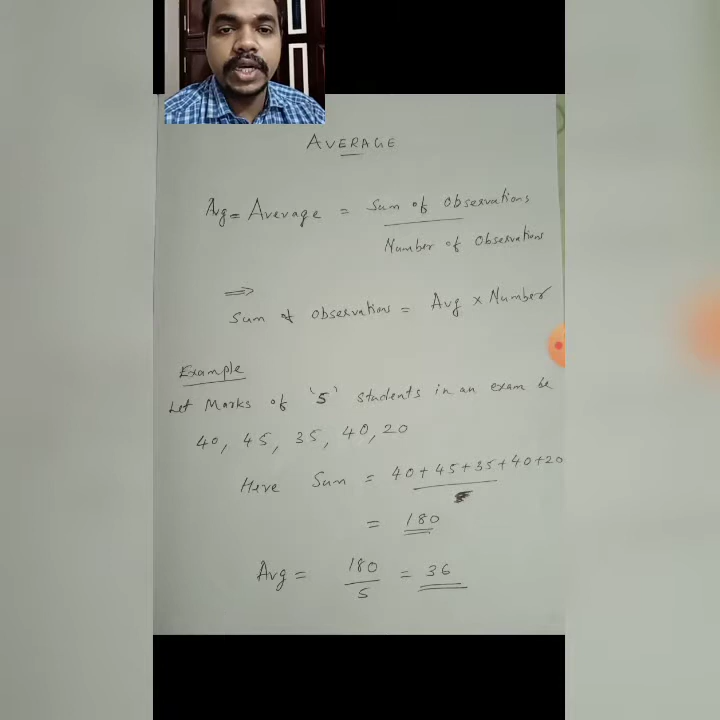 AVERAGE
Avg = Average = Sum of Observations
Number of Observations
⟹
Sum of observations = Avg × Number
Example
Let Marks of '5' students in an exam be
40, 45, 35, 40, 20
Here Sum = 40+45+35+40+20
= 180
Avg = 180/5 = 36